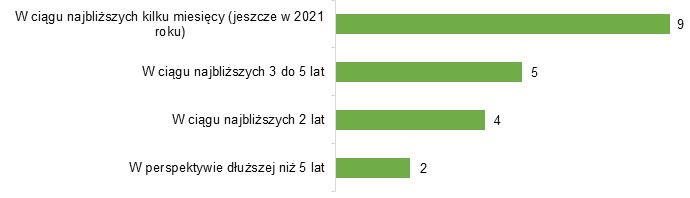 W ciągu najbliższych kilku miesięcy (jeszcze w 2021
roku)
9
W ciągu najbliższych 3 do 5 lat
5
W ciągu najbliższych 2 lat
4
W perspektywie dłuższej niż 5 lat
2